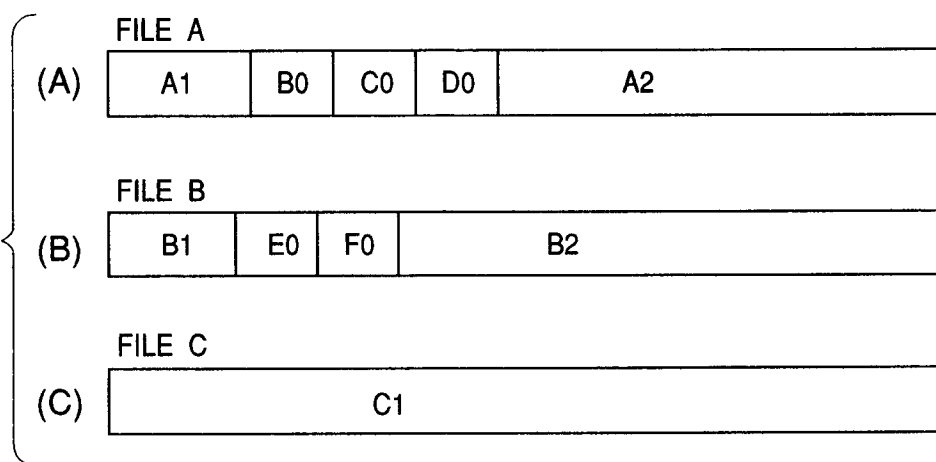 FILE A
(A) A1 B0 C0 D0 A2
FILE B
(B) B1 E0 F0 B2
FILE C
(C) C1